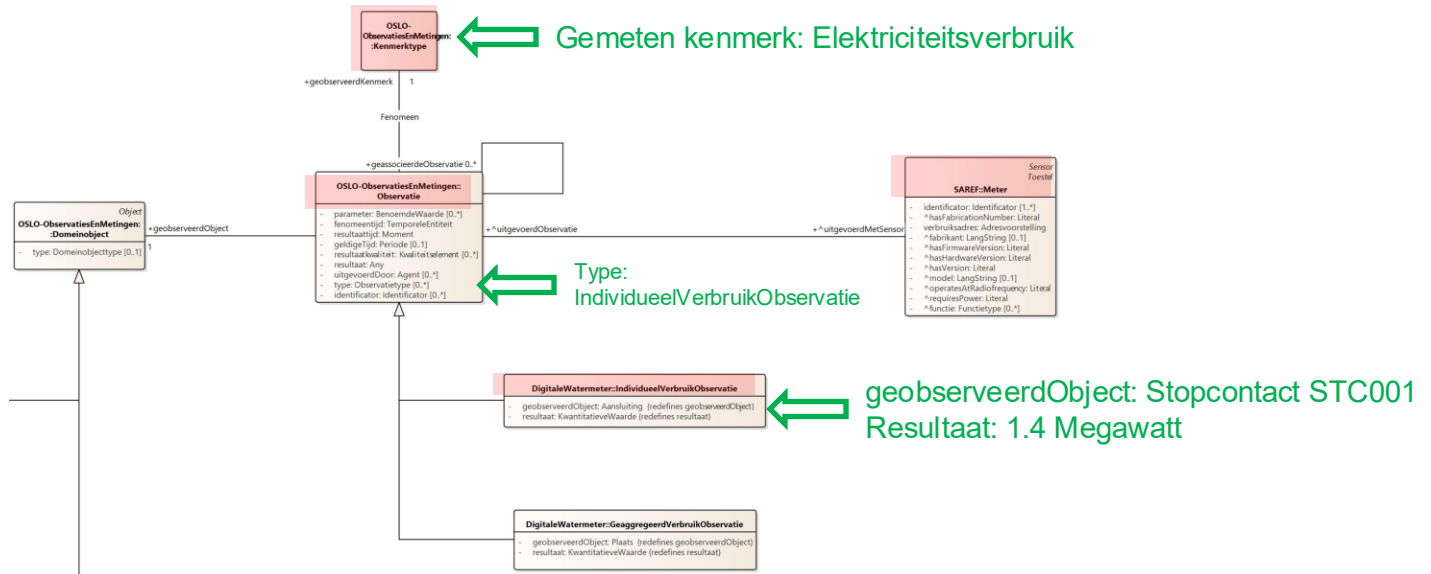 OSLO-
ObservatiesEnMetingen:
:Kenmerktype
Gemeten kenmerk: Elektriciteitsverbruik
+geobserveerdKenmerk 1
Fenomeen
+geassocieerdeObservatie 0..*
OSLO-ObservatiesEnMetingen::
Observatie
- parameter: BenoemdeWaarde [0..*]
- fenomeentijd: TemporeleEntiteit
- resultaattijd: Moment
- geldigeTijd: Periode [0..1]
- resultaatkwaliteit: Kwaliteitselement [0..*]
- resultaat: Any
- uitgevoerdDoor: Agent [0..*]
- type: Observatietype [0..*]
- identificator: Identificator [0..*]
Object
OSLO-ObservatiesEnMetingen:
:Domeinobject
- type: Domeinobjecttype [0..1]
+geobserveerdObject
1
+^uitgevoerdObservatie
+^uitgevoerdMetSensor
Sensor
Toestel
SAREF::Meter
- identificator: Identificator [1..*]
- ^hasFabricationNumber: Literal
- verbruiksadres: Adresvoorstelling
- ^fabrikant: LangString [0..1]
- ^hasFirmwareVersion: Literal
- ^hasHardwareVersion: Literal
- ^hasVersion: Literal
- ^model: LangString [0..1]
- ^operatesAtRadiofrequency: Literal
- ^requiresPower: Literal
- ^functie: Functietype [0..*]
Type:
IndividueelVerbruikObservatie
DigitaleWatermeter::IndividueelVerbruikObservatie
- geobserveerdObject: Aansluiting (redefines geobserveerdObject)
- resultaat: KwantitatieveWaarde (redefines resultaat)
geobserveerdObject: Stopcontact STC001
Resultaat: 1.4 Megawatt
DigitaleWatermeter::GeaggregeerdVerbruikObservatie
- geobserveerdObject: Plaats (redefines geobserveerdObject)
- resultaat: KwantitatieveWaarde (redefines resultaat)